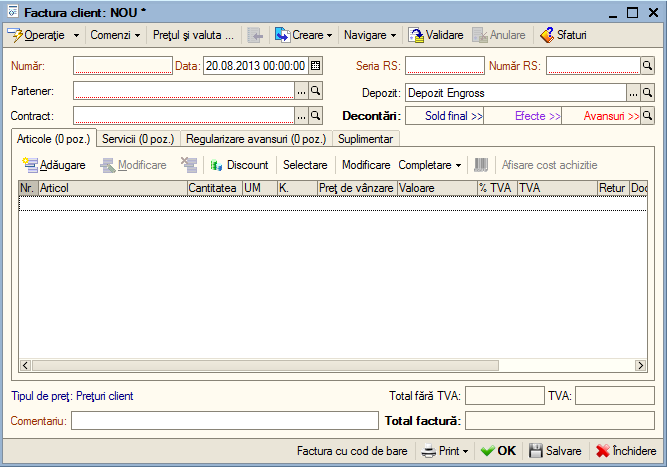 Factura client: NOU *
Operaţie Comenzi Preţul şi valuta ... Creare Navigare Validare Anulare Sfaturi
Număr: Data: 20.08.2013 00:00:00 Seria RS: Număr RS:
Partener: ... Depozit: Depozit Engross ...
Contract: ... Decontări: Sold final >> Efecte >> Avansuri >>
Articole (0 poz.) Servicii (0 poz.) Regularizare avansuri (0 poz.) Suplimentar
Adăugare Modificare Discount Selectare Modificare Completare Afisare cost achizitie
Nr. Articol Cantitatea UM K. Preţ de vânzare Valoare % TVA TVA Retur Doc
Tipul de preţ: Preţuri client Total fără TVA: TVA:
Comentariu: Total factură:
Factura cu cod de bare Print OK Salvare Închidere